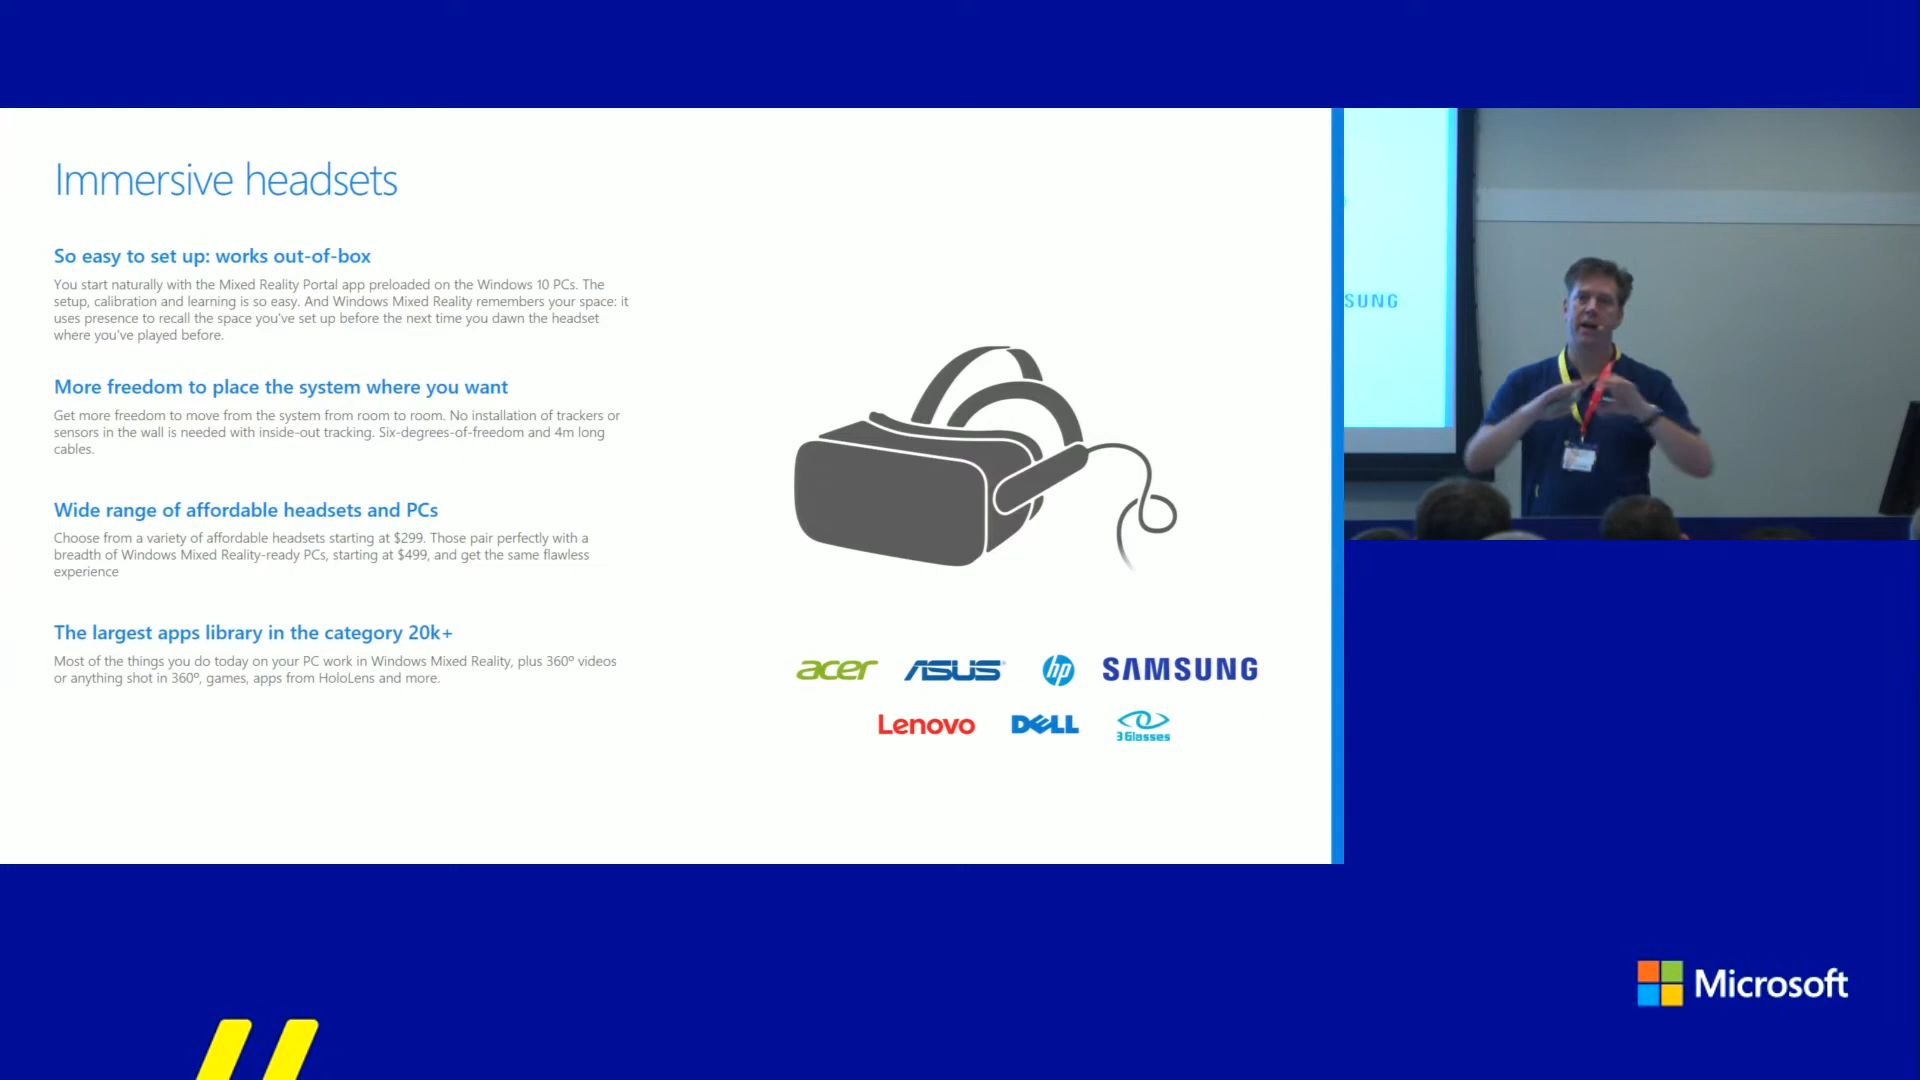 Immersive headsets
So easy to set up: works out-of-box
You start naturally with the Mixed Reality Portal app preloaded on the Windows 10 PCs. The
setup, calibration and learning is so easy. And Windows Mixed Reality remembers your space: it
uses presence to recall the space you've set up before the next time you dawn the headset
where you've played before.
More freedom to place the system where you want
Get more freedom to move from the system from room to room. No installation of trackers or
sensors in the wall is needed with inside-out tracking. Six-degrees-of-freedom and 4m long
cables.
Wide range of affordable headsets and PCs
Choose from a variety of affordable headsets starting at $299. Those pair perfectly with a
breadth of Windows Mixed Reality-ready PCs, starting at $499, and get the same flawless
experience
The largest apps library in the category 20k+
Most of the things you do today on your PC work in Windows Mixed Reality, plus 360º videos
or anything shot in 360º, games, apps from HoloLens and more.
acer ASUS hp SAMSUNG
Lenovo DELL 3Glasses
SUNG
Microsoft